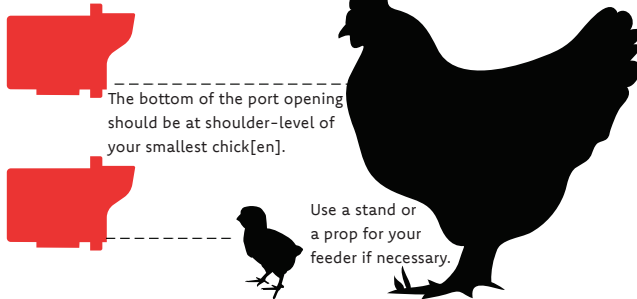 The bottom of the port opening
should be at shoulder-level of
your smallest chick[en].
Use a stand or
a prop for your
feeder if necessary.